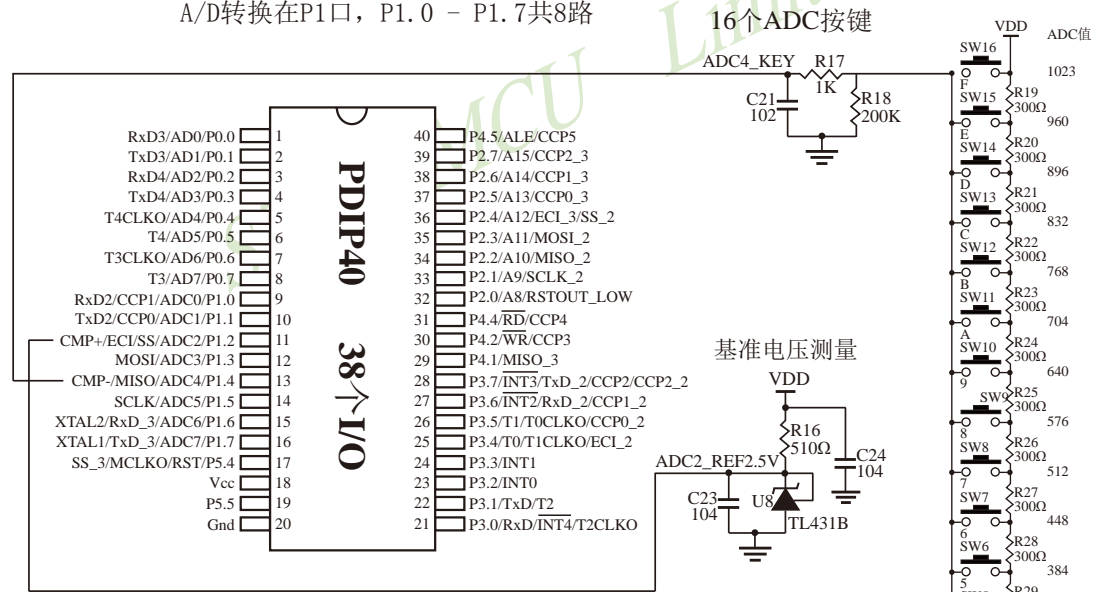 A/D转换在P1口，P1.0 - P1.7共8路
16个ADC按键
MCU Limi
VDD
ADC值
SW16
F
1023
ADC4_KEY
R17
1K
R18
200K
C21
102
R19
300Ω
SW15
E
960
R20
300Ω
SW14
D
896
R21
300Ω
SW13
C
832
R22
300Ω
SW12
B
768
R23
300Ω
SW11
A
704
R24
300Ω
SW10
9
640
R25
300Ω
SW9
8
576
R26
300Ω
SW8
7
512
R27
300Ω
SW7
6
448
R28
300Ω
SW6
5
384
R29
PDIP40 38个I/O
RxD3/AD0/P0.0 1
TxD3/AD1/P0.1 2
RxD4/AD2/P0.2 3
TxD4/AD3/P0.3 4
T4CLKO/AD4/P0.4 5
T4/AD5/P0.5 6
T3CLKO/AD6/P0.6 7
T3/AD7/P0.7 8
RxD2/CCP1/ADC0/P1.0 9
TxD2/CCP0/ADC1/P1.1 10
CMP+/ECI/SS/ADC2/P1.2 11
MOSI/ADC3/P1.3 12
CMP-/MISO/ADC4/P1.4 13
SCLK/ADC5/P1.5 14
XTAL2/RxD_3/ADC6/P1.6 15
XTAL1/TxD_3/ADC7/P1.7 16
SS_3/MCLKO/RST/P5.4 17
Vcc 18
P5.5 19
Gnd 20
40 P4.5/ALE/CCP5
39 P2.7/A15/CCP2_3
38 P2.6/A14/CCP1_3
37 P2.5/A13/CCP0_3
36 P2.4/A12/ECI_3/SS_2
35 P2.3/A11/MOSI_2
34 P2.2/A10/MISO_2
33 P2.1/A9/SCLK_2
32 P2.0/A8/RSTOUT_LOW
31 P4.4/RD/CCP4
30 P4.2/WR/CCP3
29 P4.1/MISO_3
28 P3.7/INT3/TxD_2/CCP2/CCP2_2
27 P3.6/INT2/RxD_2/CCP1_2
26 P3.5/T1/T0CLKO/CCP0_2
25 P3.4/T0/T1CLKO/ECI_2
24 P3.3/INT1
23 P3.2/INT0
22 P3.1/TxD/T2
21 P3.0/RxD/INT4/T2CLKO
基准电压测量
VDD
R16
510Ω
C24
104
ADC2_REF2.5V
C23
104
U8
TL431B